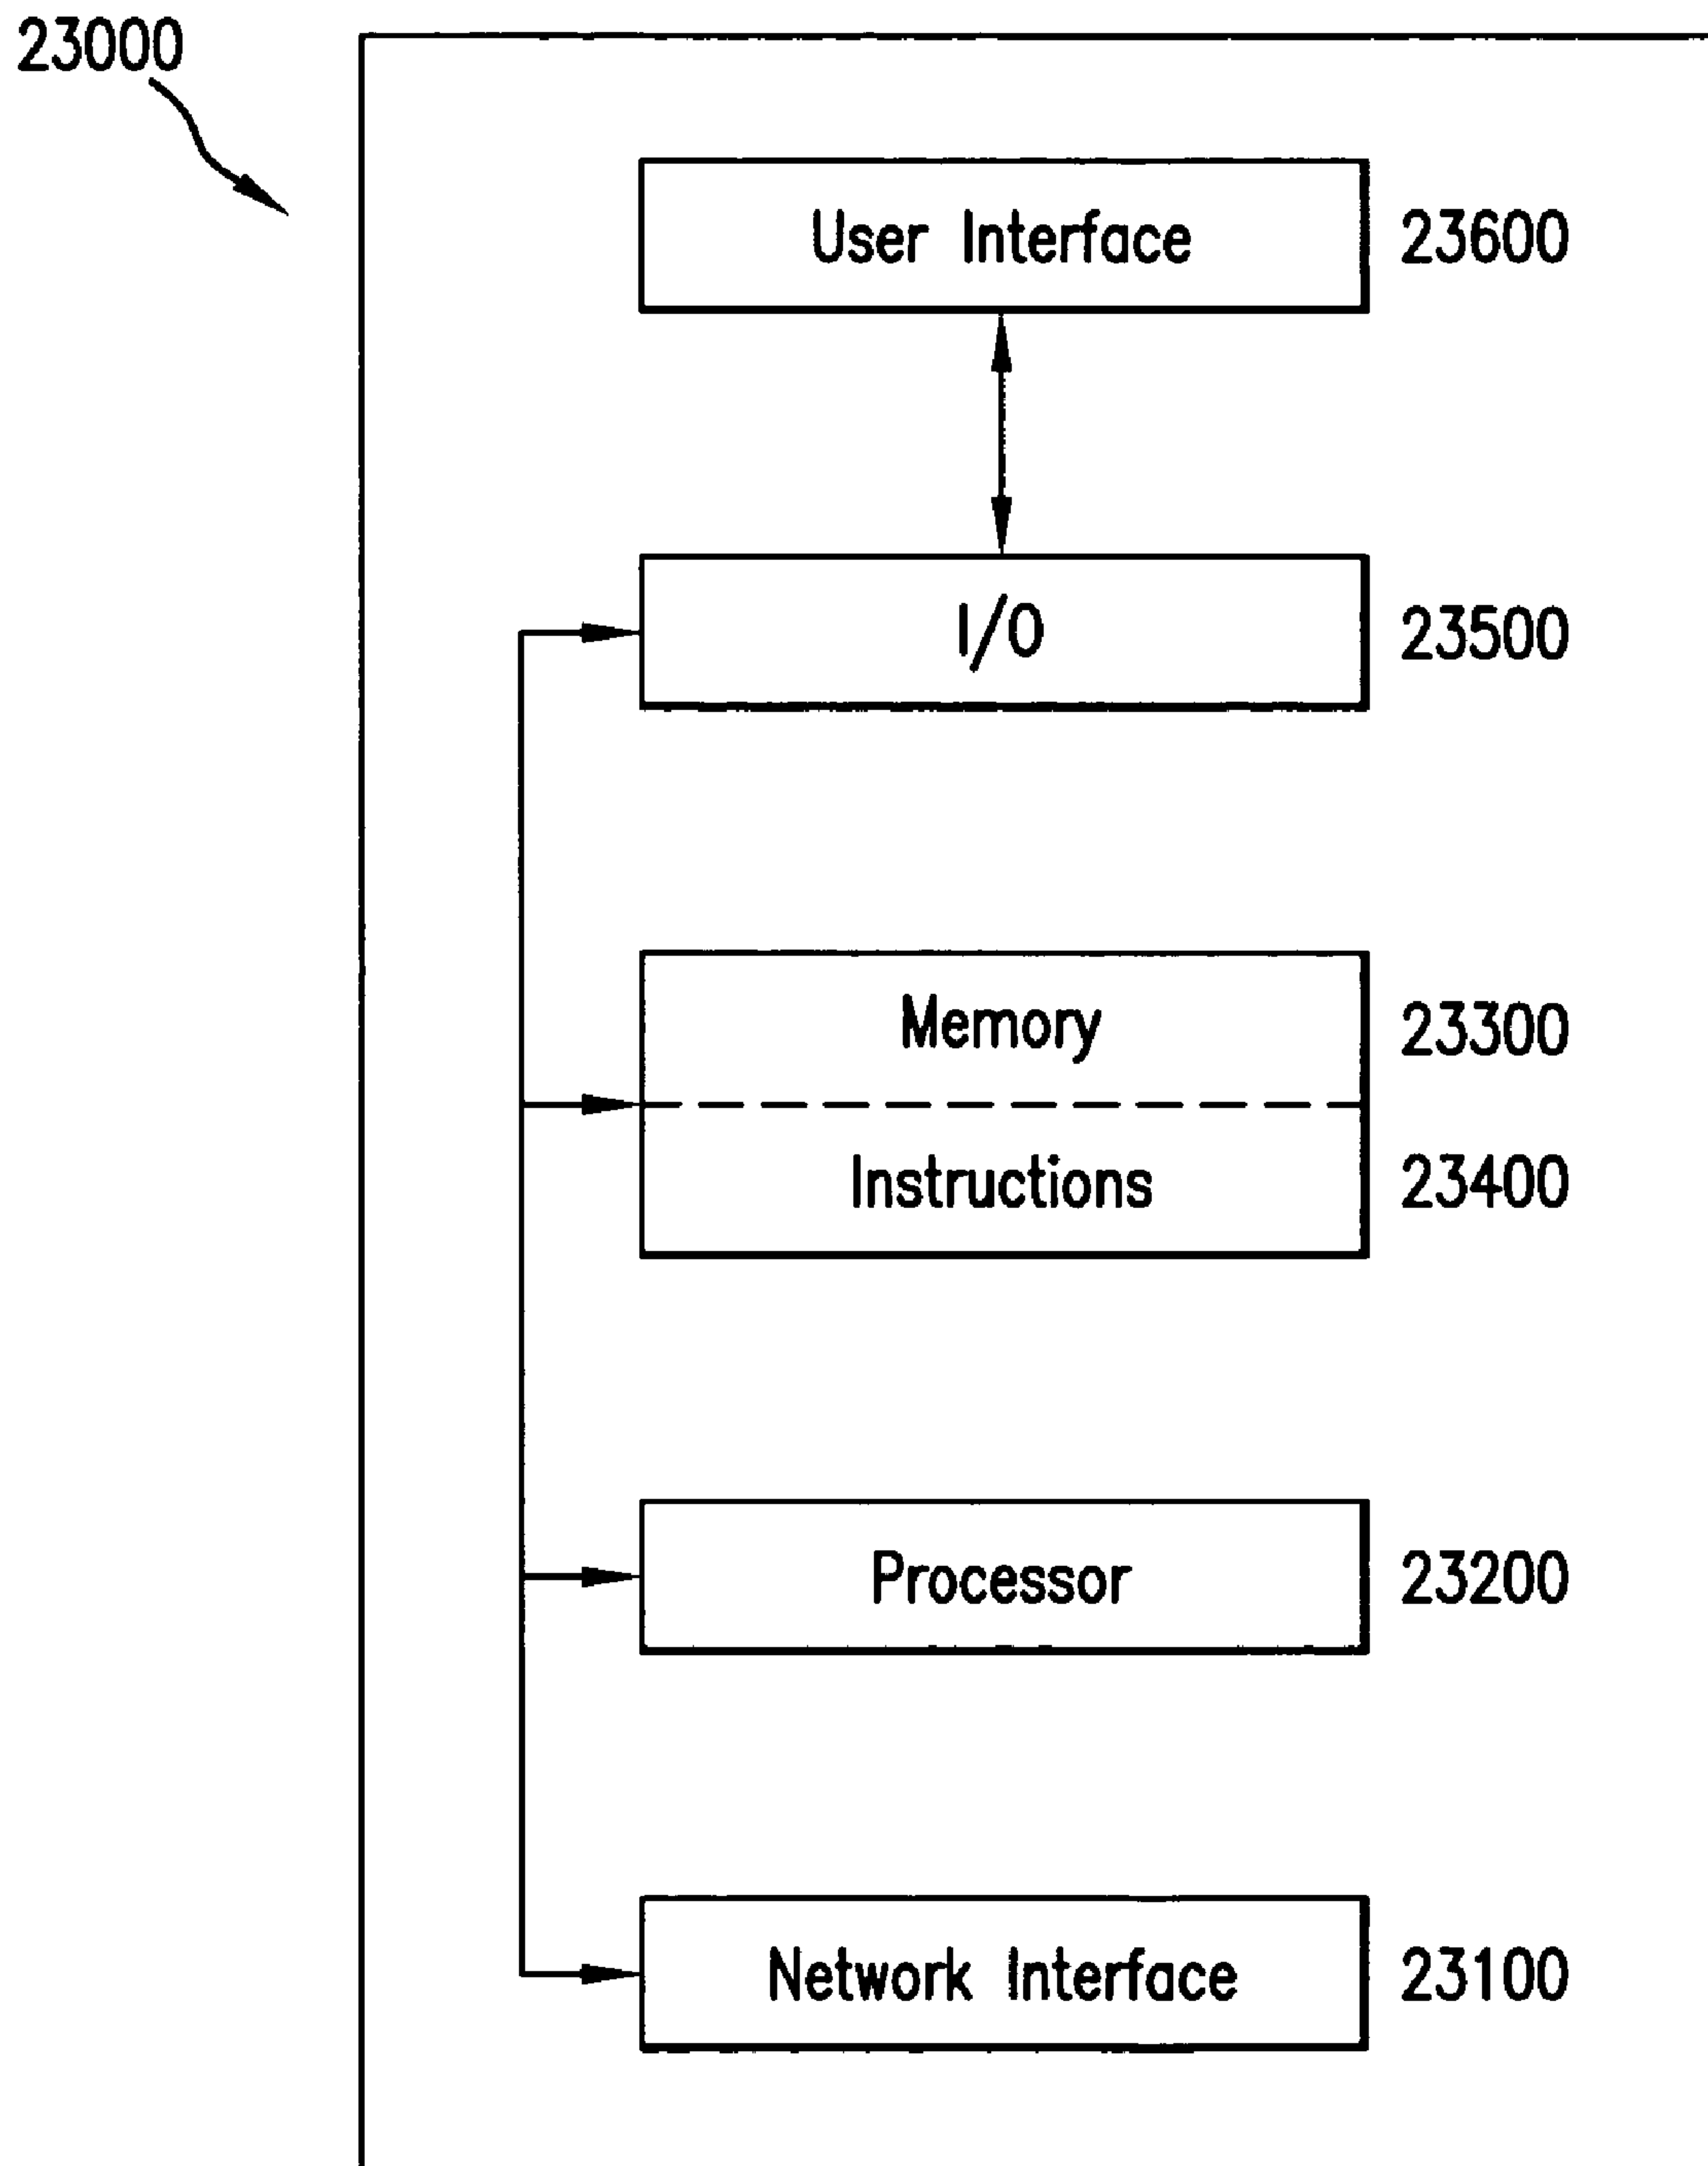 23000
User Interface 23600
I/O 23500
Memory 23300
Instructions 23400
Processor 23200
Network Interface 23100